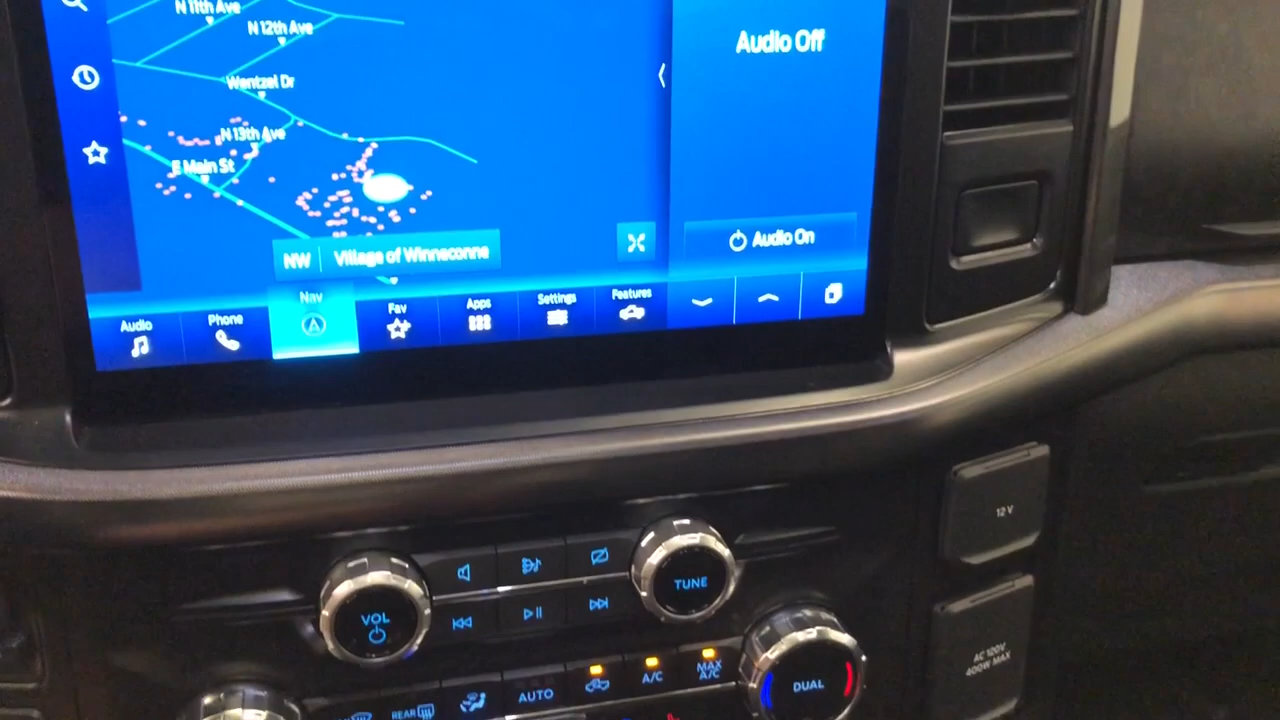 N 11th Ave
N 12th Ave
Wentzel Dr
N 13th Ave
E Main St
NW Village of Winneconne
Audio Off
Audio On
Audio
Phone
Nav
Fav
Apps
Settings
Features
12 V
VOL
TUNE
AC 120V
400W MAX
REAR
AUTO
A/C
MAX
A/C
DUAL